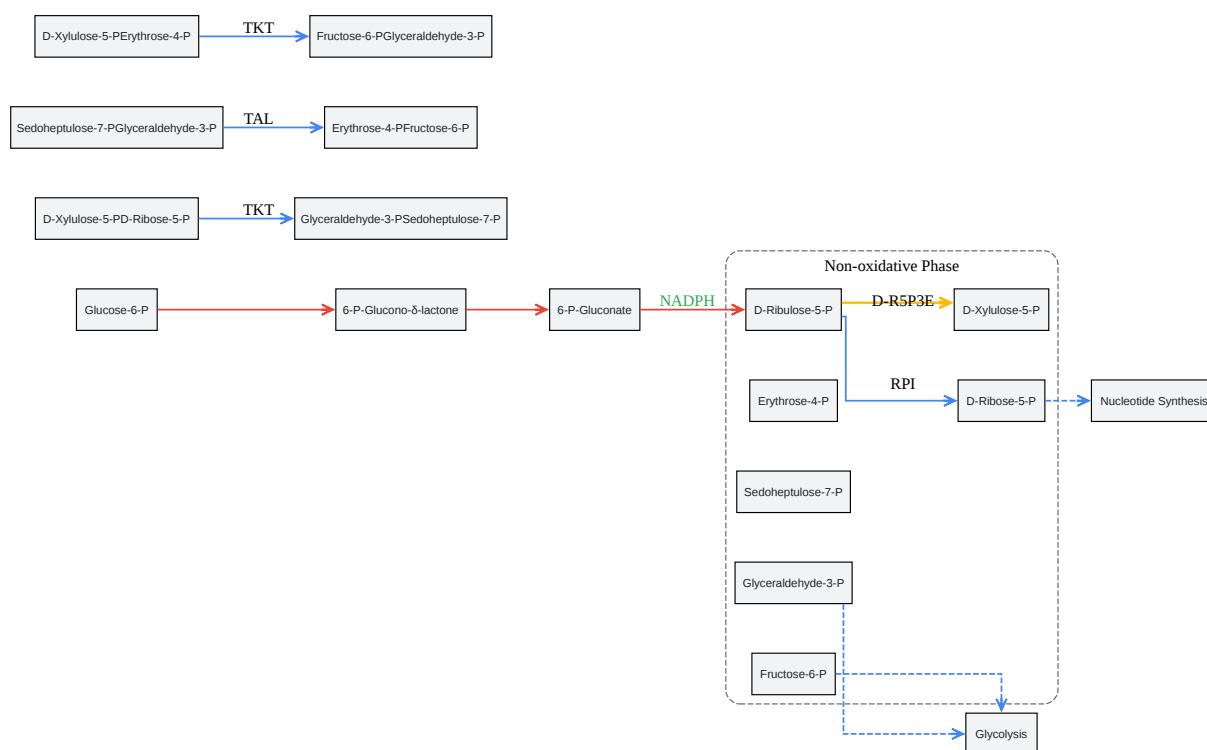 D-Xylulose-5-PErythrose-4-P
TKT
Fructose-6-PGlyceraldehyde-3-P
Sedoheptulose-7-PGlyceraldehyde-3-P
TAL
Erythrose-4-PFructose-6-P
D-Xylulose-5-PD-Ribose-5-P
TKT
Glyceraldehyde-3-PSedoheptulose-7-P
Non-oxidative Phase
Glucose-6-P
6-P-Glucono-δ-lactone
6-P-Gluconate
NADPH
D-Ribulose-5-P
D-R5P3E
D-Xylulose-5-P
Erythrose-4-P
RPI
D-Ribose-5-P
Nucleotide Synthesis
Sedoheptulose-7-P
Glyceraldehyde-3-P
Fructose-6-P
Glycolysis